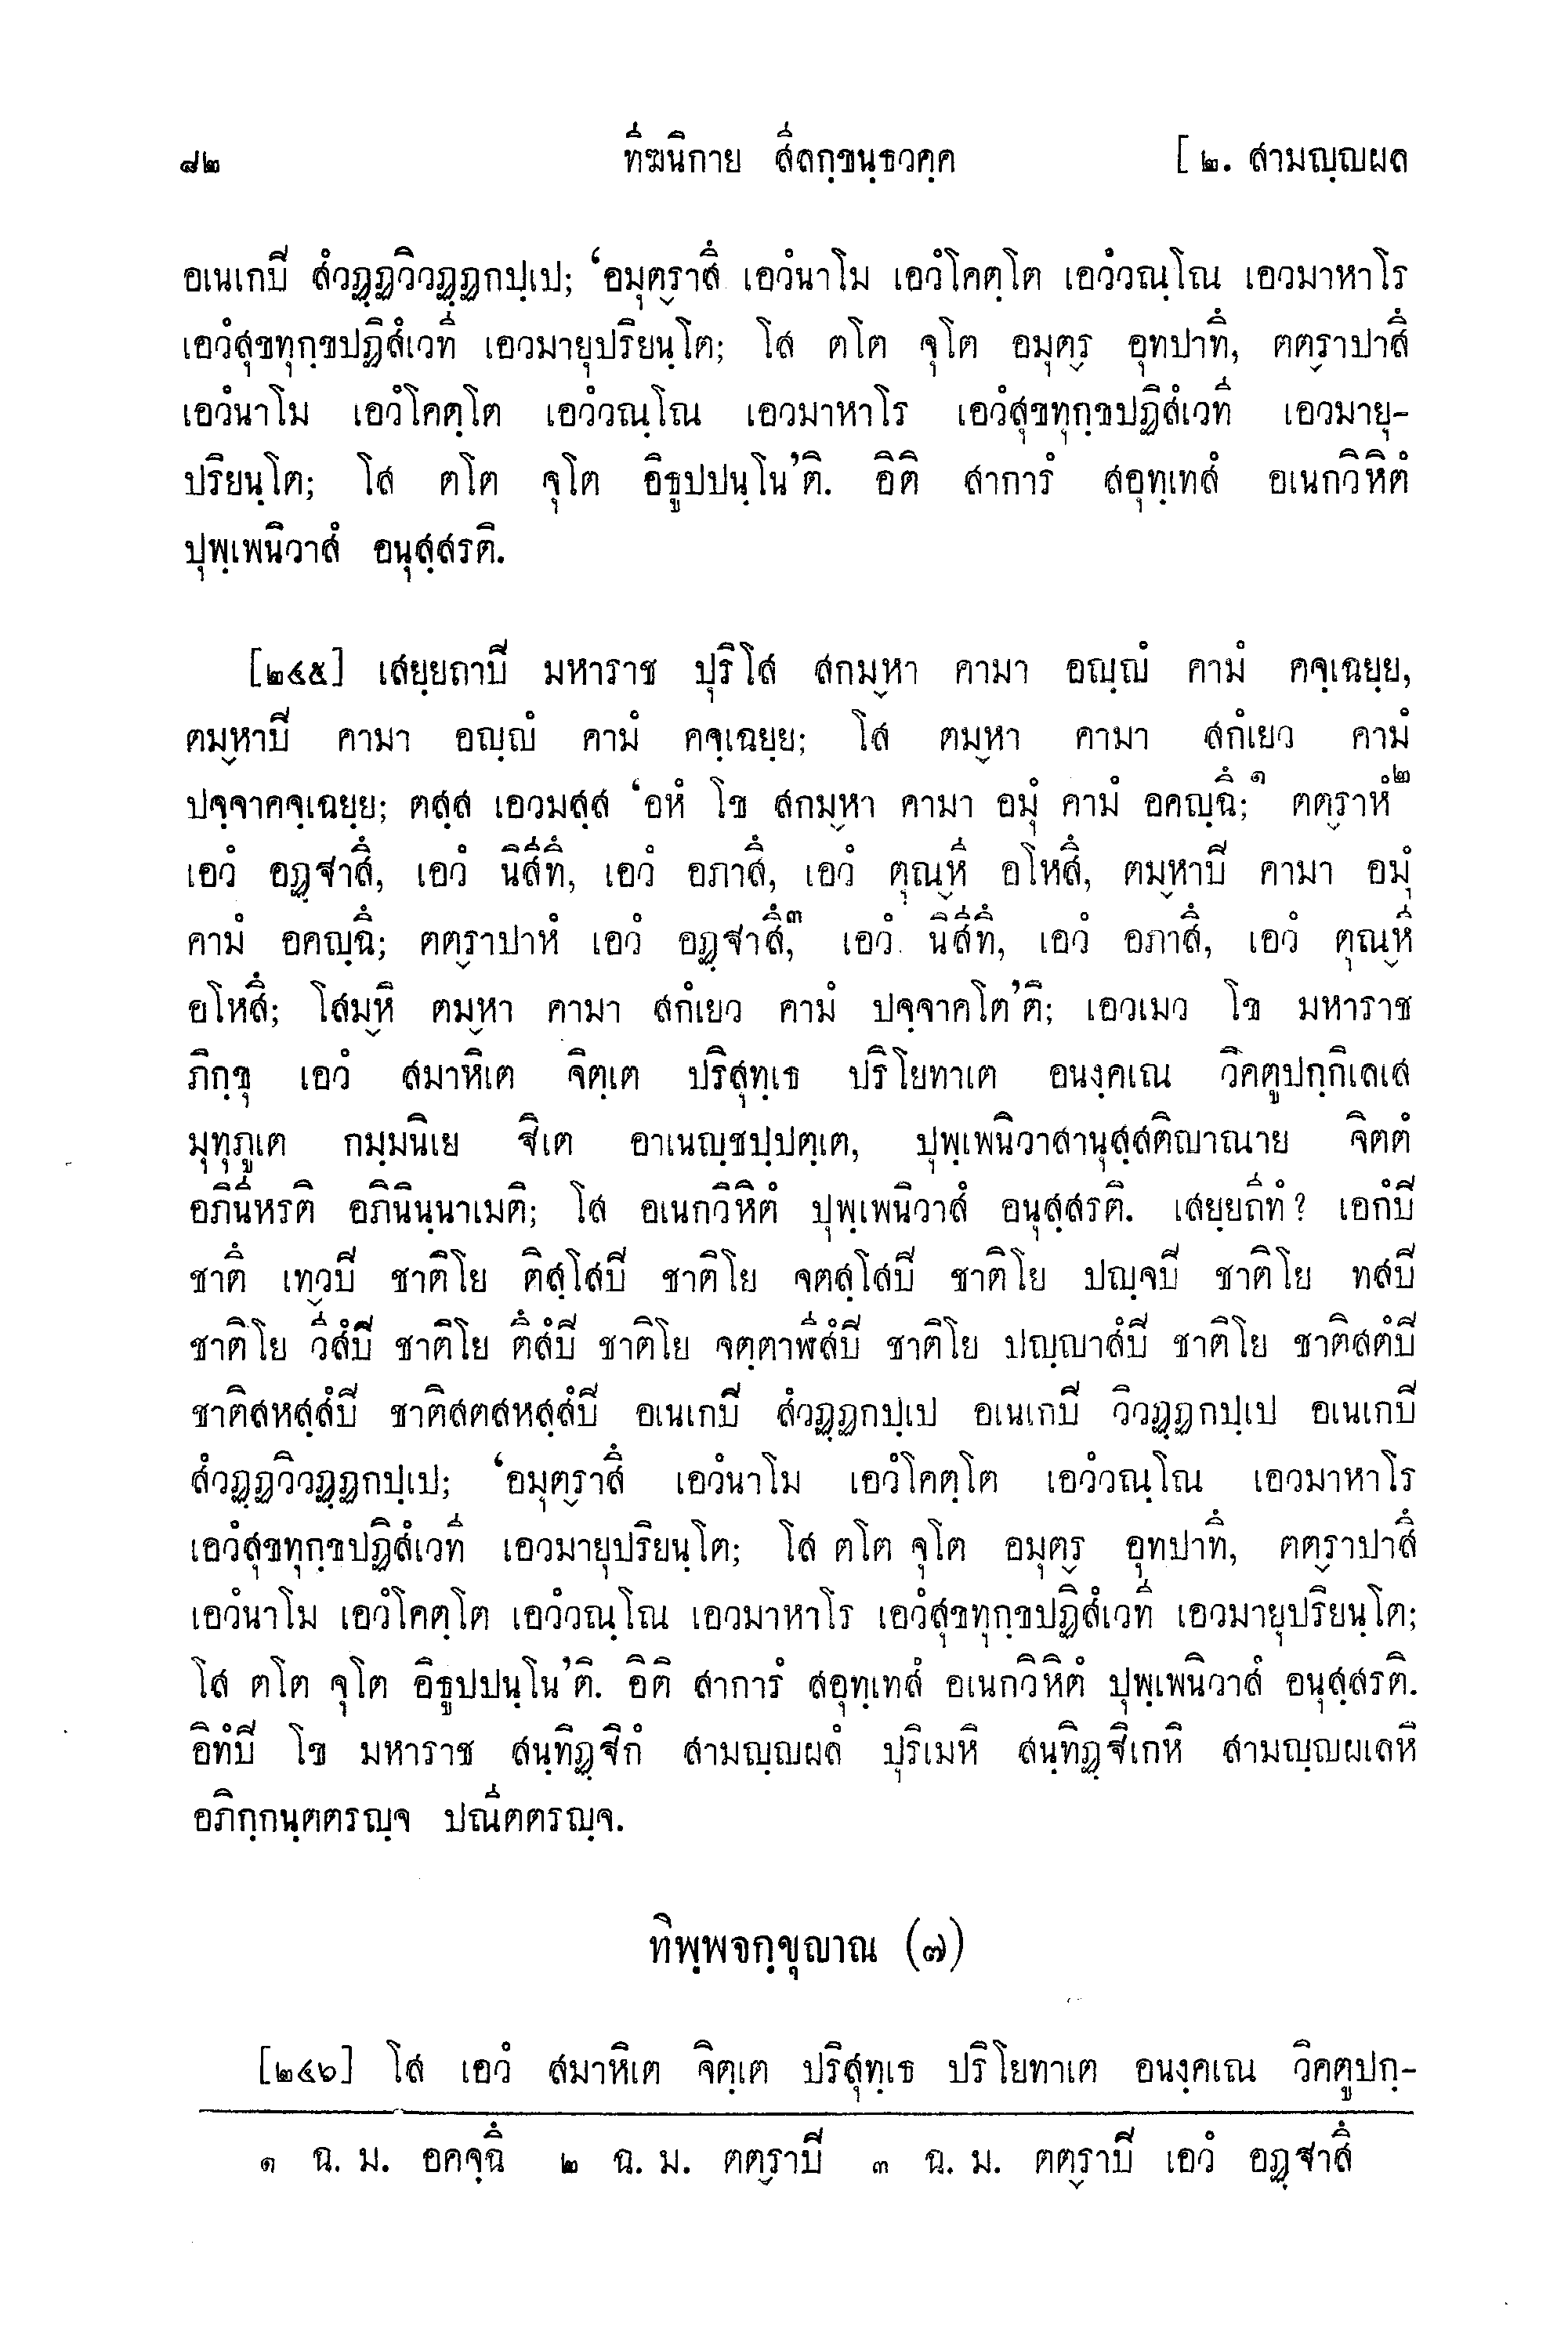 ๘๒ ทีฆนิกาย สีลกฺขนฺธวคฺค [ ๒. สามญฺญผล
อเนเกปิ สํวฏฺฏวิวฏฺฏกปฺเป; ‘อมุต๎ราสึ เอวํนาโม เอวํโคตฺโต เอวํวณฺโณ เอวมาหาโร
เอวํสุขทุกฺขปฏิสํเวที เอวมายุปริยนฺโต; โส ตโต จุโต อมุต๎ร อุทปาทึ, ตต๎ราปาสึ
เอวํนาโม เอวํโคตฺโต เอวํวณฺโณ เอวมาหาโร เอวํสุขทุกฺขปฏิสํเวที เอวมายุ-
ปริยนฺโต; โส ตโต จุโต อิธูปปนฺโน’ติ. อิติ สาการํ สอุทฺเทสํ อเนกวิหิตํ
ปุพฺเพนิวาสํ อนุสฺสรติ.
[๒๔๕] เสยฺยถาปิ มหาราช ปุริโส สกม๎หา คามา อญฺญํ คามํ คจฺเฉยฺย,
ตม๎หาปิ คามา อญฺญํ คามํ คจฺเฉยฺย; โส ตม๎หา คามา สกํเยว คามํ
ปจฺจาคจฺเฉยฺย; ตสฺส เอวมสฺส ‘อหํ โข สกม๎หา คามา อมุํ คามํ อคญฺฉึ;๑ ตต๎ราหํ๒
เอวํ อฏฺฐาสึ, เอวํ นิสีทึ, เอวํ อภาสึ, เอวํ ตุณ๎หี อโหสึ, ตม๎หาปิ คามา อมุํ
คามํ อคญฺฉึ; ตต๎ราปาหํ เอวํ อฏฺฐาสึ,๓ เอวํ นิสีทึ, เอวํ อภาสึ, เอวํ ตุณ๎หี
อโหสึ; โสม๎หิ ตม๎หา คามา สกํเยว คามํ ปจฺจาคโต’ติ; เอวเมว โข มหาราช
ภิกฺขุ เอวํ สมาหิเต จิตฺเต ปริสุทฺเธ ปริโยทาเต อนงฺคเณ วิคตูปกฺกิเลเส
มุทุภูเต กมฺมนิเย ฐิเต อาเนญฺชปฺปตฺเต, ปุพฺเพนิวาสานุสฺสติญาณาย จิตตํ
อภินีหรติ อภินินฺนาเมติ; โส อเนกวิหิตํ ปุพฺเพนิวาสํ อนุสฺสรติ. เสยฺยถีทํ? เอกํปิ
ชาตึ เทฺวปิ ชาติโย ติสฺโสปิ ชาติโย จตสฺโสปิ ชาติโย ปญฺจปิ ชาติโย ทสปิ
ชาติโย วีสํปิ ชาติโย ตึสํปิ ชาติโย จตฺตาฬีสํปิ ชาติโย ปญฺญาสํปิ ชาติโย ชาติสตํปิ
ชาติสหสฺสํปิ ชาติสตสหสฺสํปิ อเนเกปิ สํวฏฺฏกปฺเป อเนเกปิ วิวฏฺฏกปฺเป อเนเกปิ
สํวฏฺฏวิวฏฺฏกปฺเป; ‘อมุต๎ราสึ เอวํนาโม เอวํโคตฺโต เอวํวณฺโณ เอวมาหาโร
เอวํสุขทุกฺขปฏิสํเวที เอวมายุปริยนฺโต; โส ตโต จุโต อมุต๎ร อุทปาทึ, ตต๎ราปาสึ
เอวํนาโม เอวํโคตฺโต เอวํวณฺโณ เอวมาหาโร เอวํสุขทุกฺขปฏิสํเวที เอวมายุปริยนฺโต;
โส ตโต จุโต อิธูปปนฺโน’ติ. อิติ สาการํ สอุทฺเทสํ อเนกวิหิตํ ปุพฺเพนิวาสํ อนุสฺสรติ.
อิทํปิ โข มหาราช สนฺทิฏฺฐิกํ สามญฺญผลํ ปุริเมหิ สนฺทิฏฺฐิเกหิ สามญฺญผเลหิ
อภิกฺกนฺตตรญฺจ ปณีตตรญฺจ.
ทิพฺพจกฺขุญาณ (๗)
[๒๔๖] โส เอวํ สมาหิเต จิตฺเต ปริสุทฺเธ ปริโยทาเต อนงฺคเณ วิคตูปกฺ-
๑ ฉ. ม. อคจฺฉึ ๒ ฉ. ม. ตต๎ราปิ ๓ ฉ. ม. ตต๎ราปิ เอวํ อฏฺฐาสึ